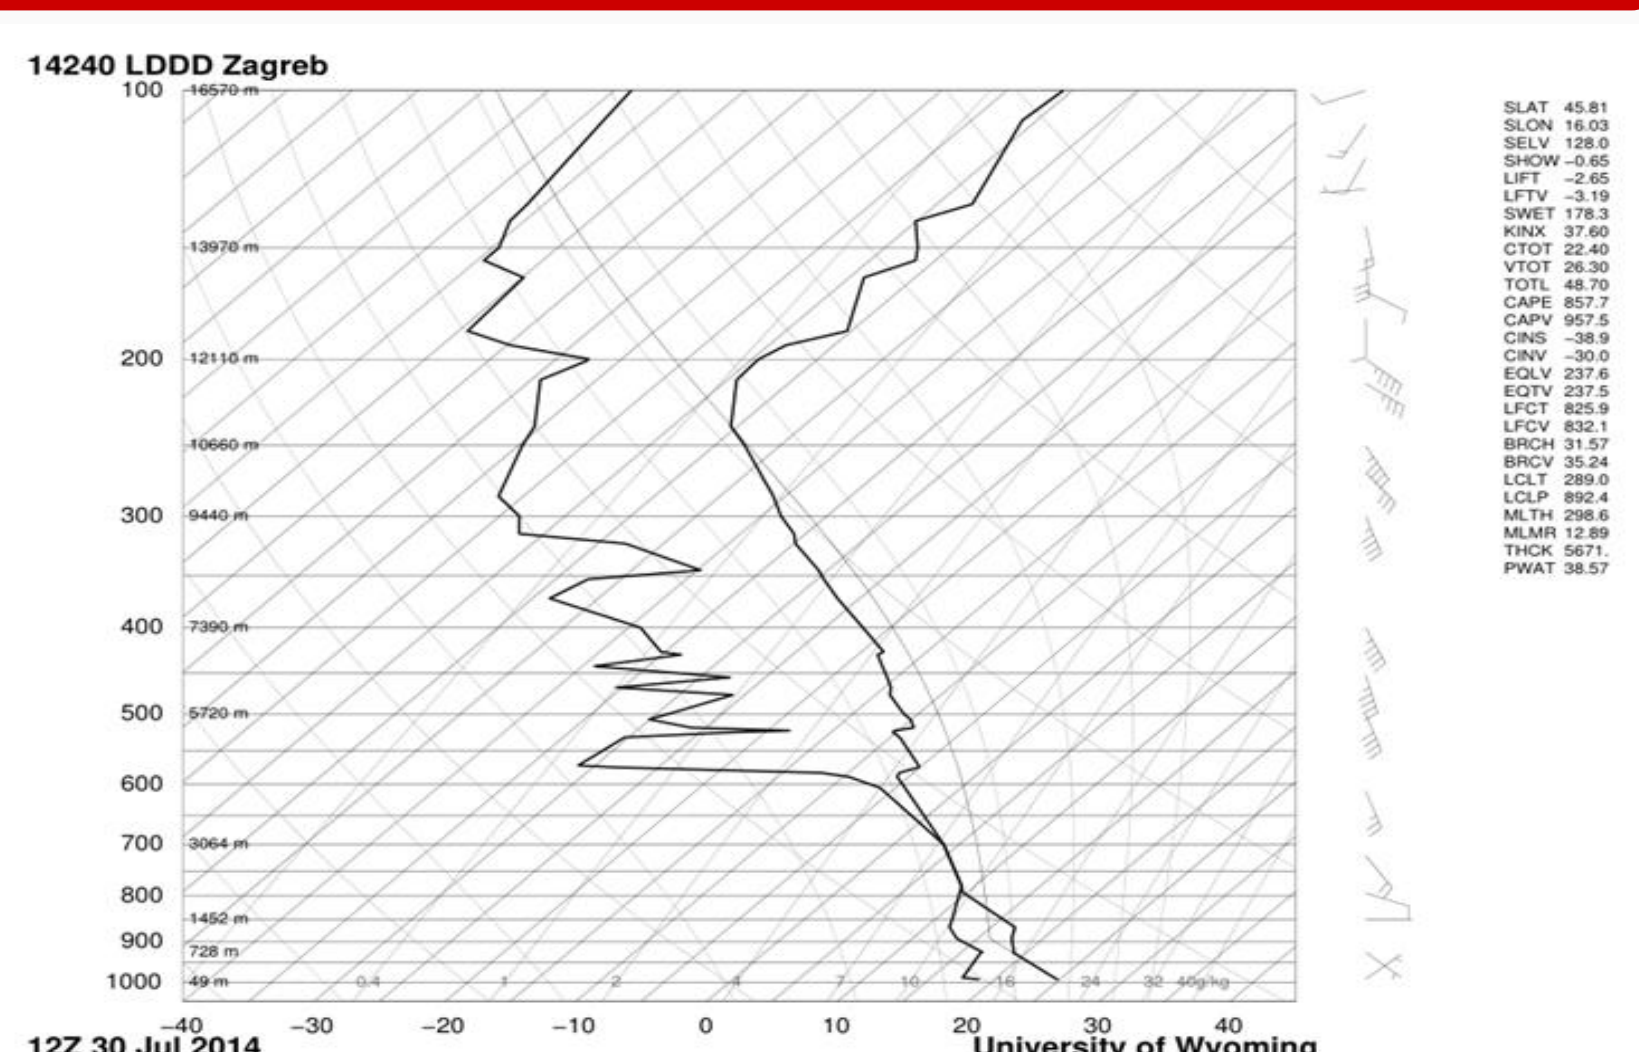 14240 LDDD Zagreb
100 16570 m
13970 m
200 12110 m
10660 m
300 9440 m
400 7390 m
500 5720 m
600
700 3064 m
800
1452 m
900
728 m
1000 49 m 0.4 1 2 4 7 10 16 24 32 40g/kg
−40 −30 −20 −10 0 10 20 30 40
12Z 30 Jul 2014 University of Wyoming
SLAT 45.81
SLON 16.03
SELV 128.0
SHOW −0.65
LIFT −2.65
LFTV −3.19
SWET 178.3
KINX 37.60
CTOT 22.40
VTOT 26.30
TOTL 48.70
CAPE 857.7
CAPV 957.5
CINS −38.9
CINV −30.0
EQLV 237.6
EQTV 237.5
LFCT 825.9
LFCV 832.1
BRCH 31.57
BRCV 35.24
LCLT 289.0
LCLP 892.4
MLTH 298.6
MLMR 12.89
THCK 5671.
PWAT 38.57